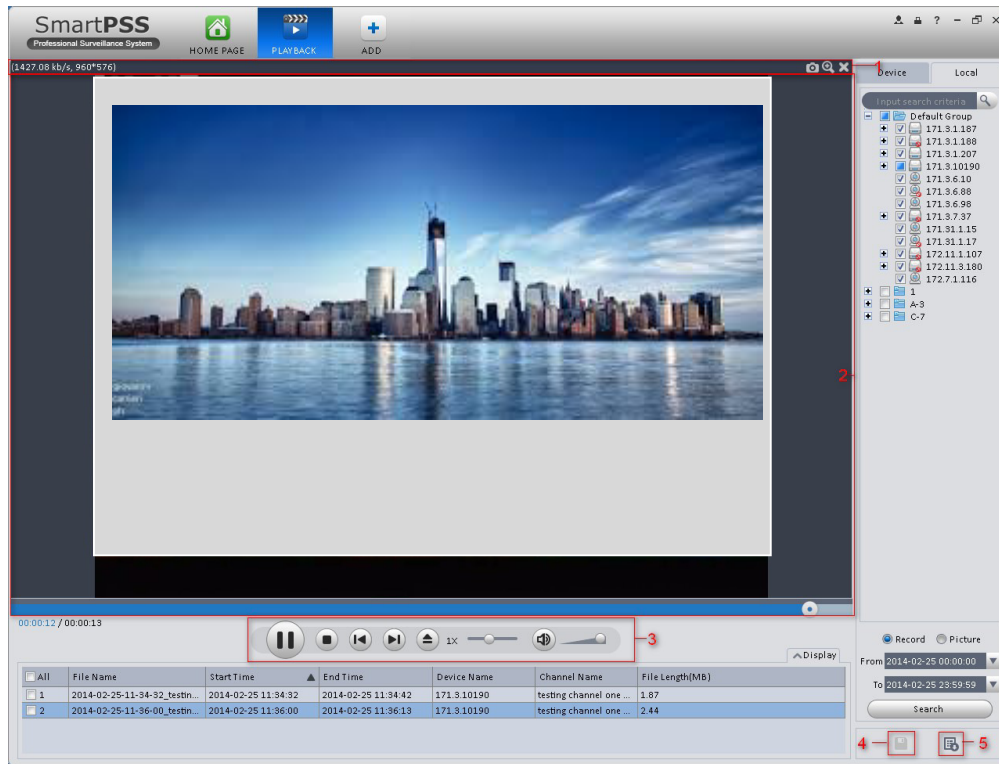 SmartPSS
Professional Surveillance System
HOME PAGE
PLAYBACK
ADD
?
(1427.08 kb/s, 960*576)
1
Device
Local
Input search criteria
Default Group
171.3.1.187
171.3.1.188
171.3.1.207
171.3.10190
171.3.6.10
171.3.6.88
171.3.6.98
171.3.7.37
171.31.1.15
171.31.1.17
172.11.1.107
172.11.3.180
172.7.1.116
1
A-3
C-7
2
00:00:12 / 00:00:13
1X
3
Display
Record
Picture
From 2014-02-25 00:00:00
To 2014-02-25 23:59:59
Search
All File Name Start Time End Time Device Name Channel Name File Length(MB)
1 2014-02-25-11-34-32_testin... 2014-02-25 11:34:32 2014-02-25 11:34:42 171.3.10190 testing channel one ... 1.87
2 2014-02-25-11-36-00_testin... 2014-02-25 11:36:00 2014-02-25 11:36:13 171.3.10190 testing channel one ... 2.44
4
5